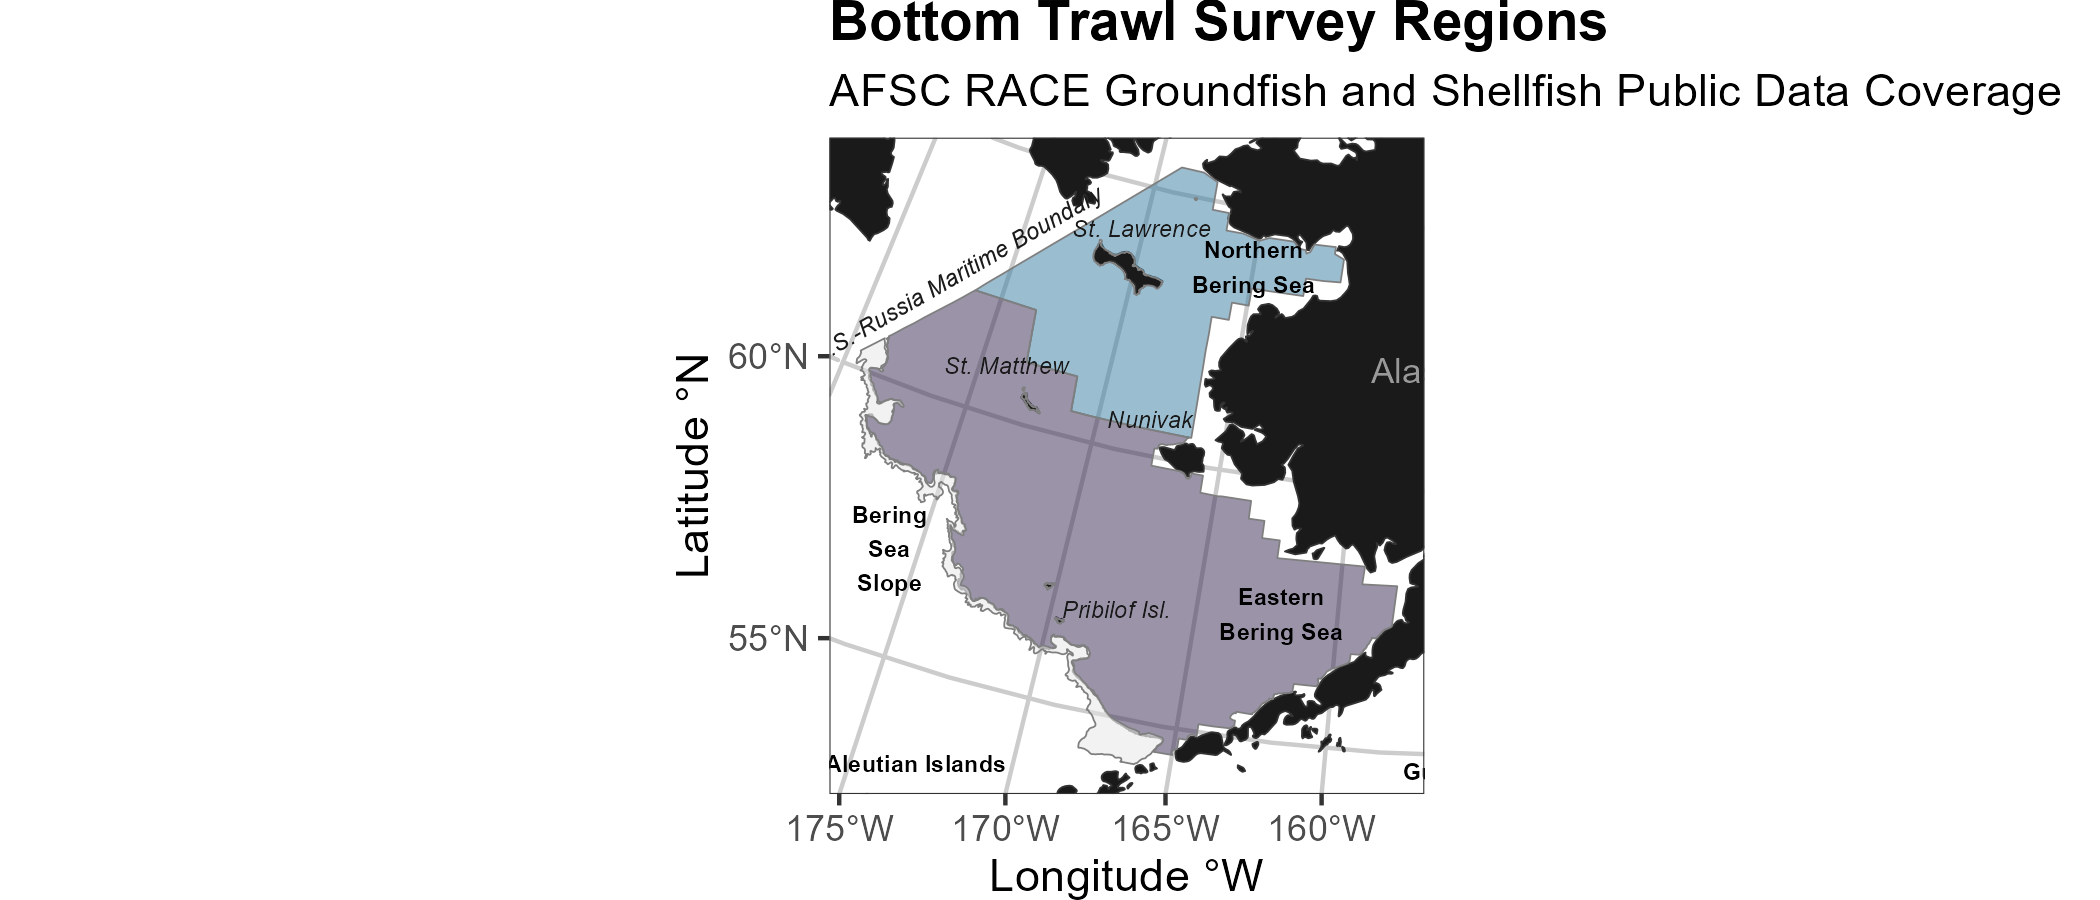 Bottom Trawl Survey Regions
AFSC RACE Groundfish and Shellfish Public Data Coverage
.S.-Russia Maritime Boundary
St. Lawrence
Northern
Bering Sea
60°N
St. Matthew
Ala
Nunivak
Latitude °N
Bering
Sea
Slope
Eastern
Bering Sea
Pribilof Isl.
55°N
Aleutian Islands
G
175°W
170°W
165°W
160°W
Longitude °W